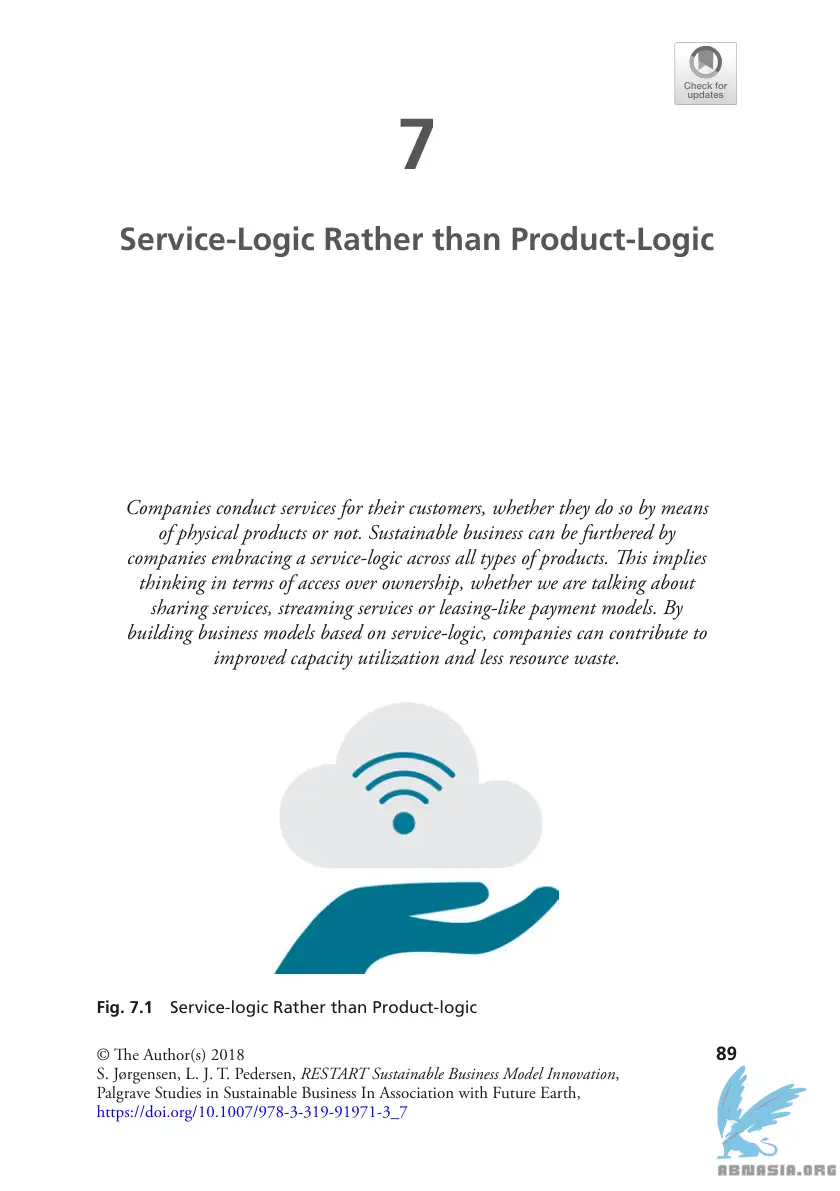 Check for
updates
7
Service-Logic Rather than Product-Logic
Companies conduct services for their customers, whether they do so by means
of physical products or not. Sustainable business can be furthered by
companies embracing a service-logic across all types of products. This implies
thinking in terms of access over ownership, whether we are talking about
sharing services, streaming services or leasing-like payment models. By
building business models based on service-logic, companies can contribute to
improved capacity utilization and less resource waste.
Fig. 7.1 Service-logic Rather than Product-logic
© The Author(s) 2018
89
S. Jørgensen, L. J. T. Pedersen, RESTART Sustainable Business Model Innovation,
Palgrave Studies in Sustainable Business In Association with Future Earth,
https://doi.org/10.1007/978-3-319-91971-3_7
ABNASIA.ORG